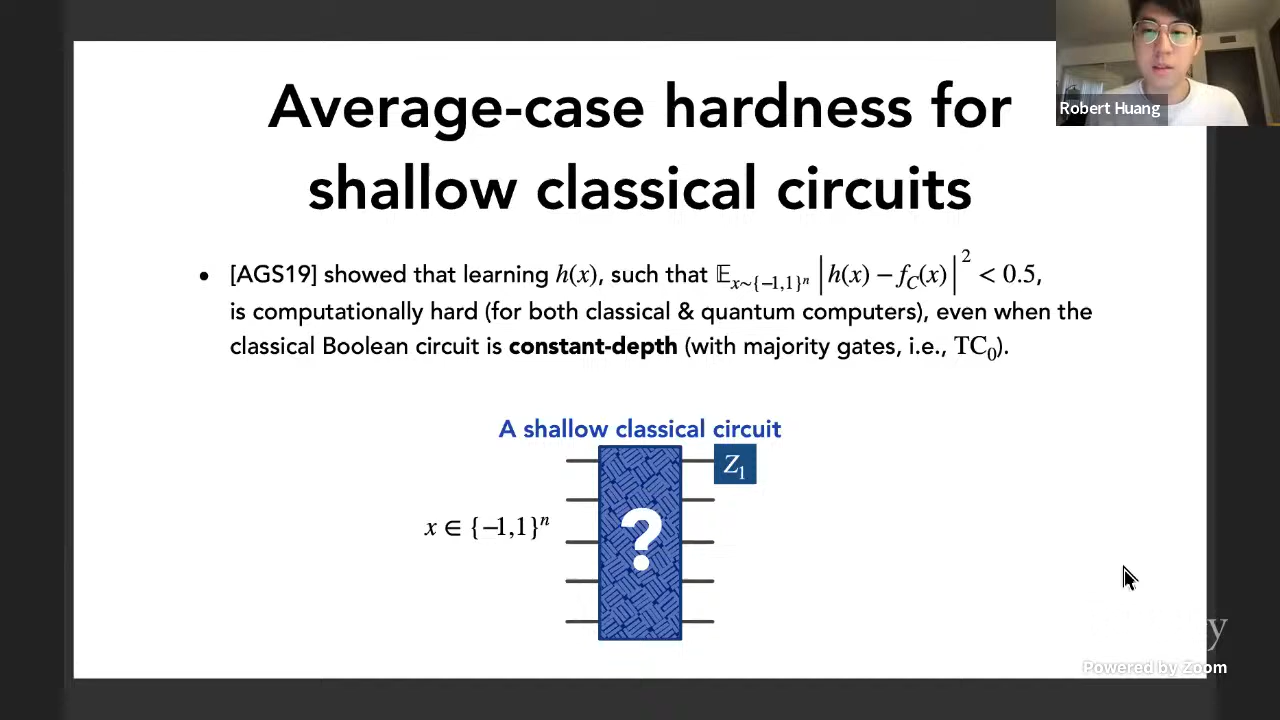 Average-case hardness for
shallow classical circuits
Robert Huang
• [AGS19] showed that learning h(x), such that 𝔼_{x∼{−1,1}^n} |h(x) − f_C(x)|^2 < 0.5,
is computationally hard (for both classical & quantum computers), even when the
classical Boolean circuit is constant-depth (with majority gates, i.e., TC_0).
A shallow classical circuit
Z_1
x ∈ {−1,1}^n
?
Powered by Zoom